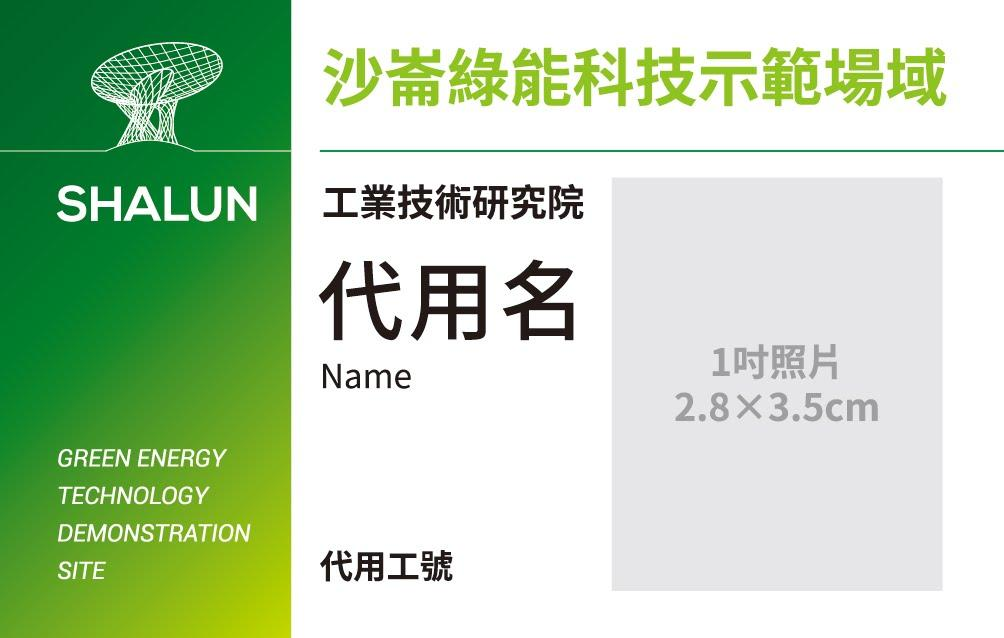 SHALUN
GREEN ENERGY
TECHNOLOGY
DEMONSTRATION
SITE
沙崙綠能科技示範場域
工業技術研究院
代用名
Name
代用工號
1吋照片
2.8×3.5cm